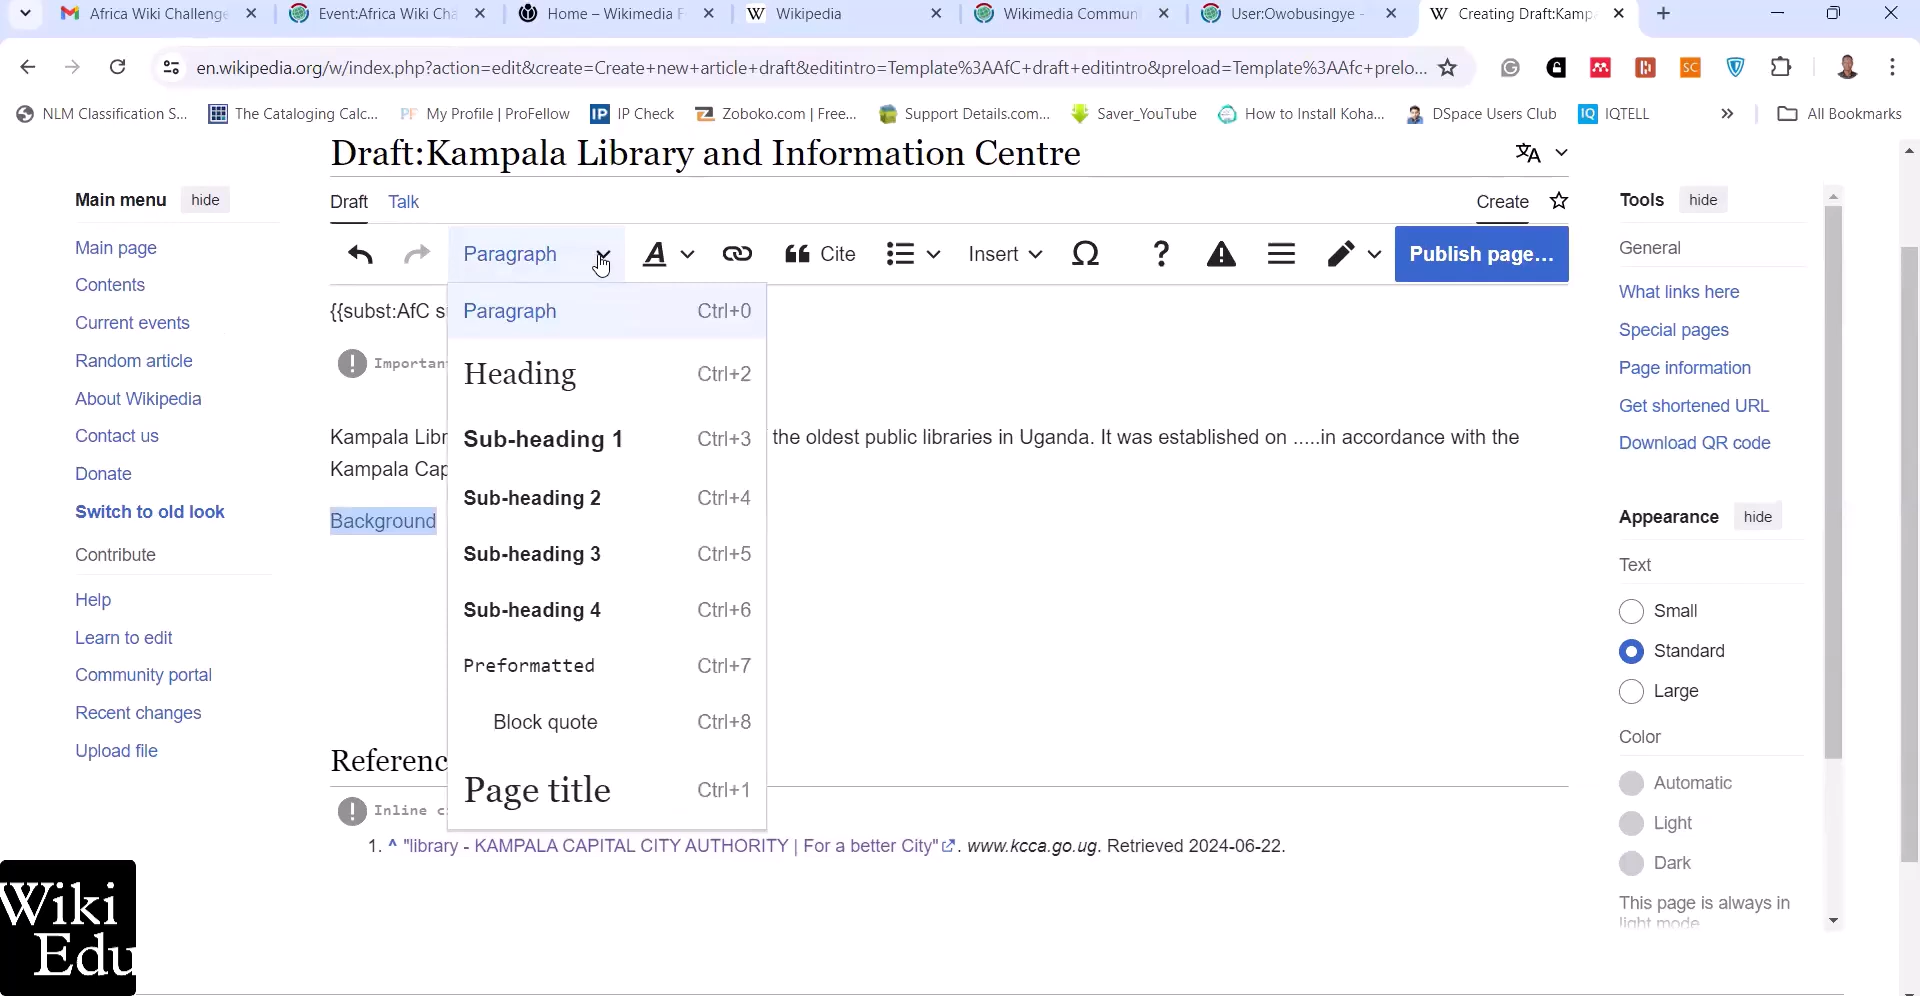 Africa Wiki Challenge
Event:Africa Wiki Cha
Home – Wikimedia F
Wikipedia
Wikimedia Commun
User:Owobusingye -
Creating Draft:Kamp
en.wikipedia.org/w/index.php?action=edit&create=Create+new+article+draft&editintro=Template%3AAfC+draft+editintro&preload=Template%3AAfc+prelo...
NLM Classification S...
The Cataloging Calc...
PF My Profile | ProFellow
IP IP Check
Zoboko.com | Free...
Support Details.com...
Saver_YouTube
How to Install Koha...
DSpace Users Club
IQ IQTELL
» All Bookmarks
Draft:Kampala Library and Information Centre
Main menu hide
Main page
Contents
Current events
Random article
About Wikipedia
Contact us
Donate
Switch to old look
Contribute
Help
Learn to edit
Community portal
Recent changes
Upload file
Draft Talk
Create
Paragraph
A
Cite
Insert
Ω
?
Publish page...
{{subst:AfC s
Importan
Kampala Libr
the oldest public libraries in Uganda. It was established on .....in accordance with the
Kampala Cap
Background
Paragraph Ctrl+0
Heading Ctrl+2
Sub-heading 1 Ctrl+3
Sub-heading 2 Ctrl+4
Sub-heading 3 Ctrl+5
Sub-heading 4 Ctrl+6
Preformatted Ctrl+7
Block quote Ctrl+8
Page title Ctrl+1
Referenc
Inline c
1. ^ "library - KAMPALA CAPITAL CITY AUTHORITY | For a better City". www.kcca.go.ug. Retrieved 2024-06-22.
Tools hide
General
What links here
Special pages
Page information
Get shortened URL
Download QR code
Appearance hide
Text
Small
Standard
Large
Color
Automatic
Light
Dark
This page is always in
light mode
Wiki
Edu